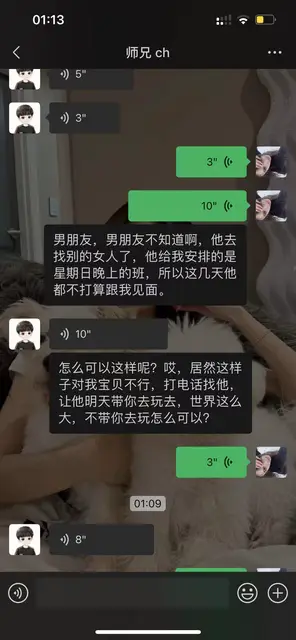 01:13
师兄 ch
5"
3"
3"
10"
男朋友，男朋友不知道啊，他去
找别的女人了，他给我安排的是
星期日晚上的班，所以这几天他
都不打算跟我见面。
10"
怎么可以这样呢？哎，居然这样
子对我宝贝不行，打电话找他，
让他明天带你去玩去，世界这么
大，不带你去玩怎么可以？
3"
01:09
8"